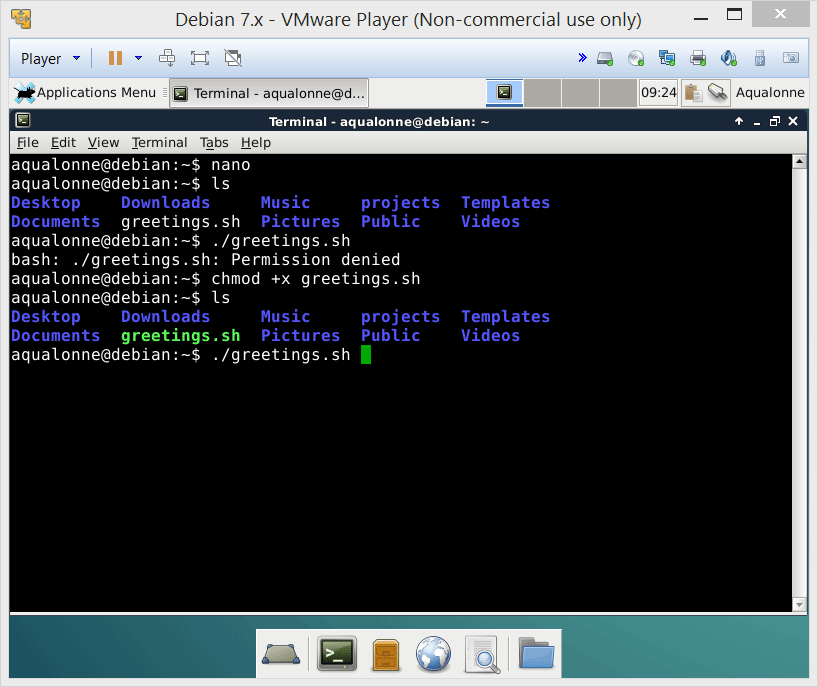 Debian 7.x - VMware Player (Non-commercial use only)
Player
Applications Menu Terminal - aqualonne@d... 09:24 Aqualonne
Terminal - aqualonne@debian: ~
File Edit View Terminal Tabs Help
aqualonne@debian:~$ nano
aqualonne@debian:~$ ls
Desktop Downloads Music projects Templates
Documents greetings.sh Pictures Public Videos
aqualonne@debian:~$ ./greetings.sh
bash: ./greetings.sh: Permission denied
aqualonne@debian:~$ chmod +x greetings.sh
aqualonne@debian:~$ ls
Desktop Downloads Music projects Templates
Documents greetings.sh Pictures Public Videos
aqualonne@debian:~$ ./greetings.sh